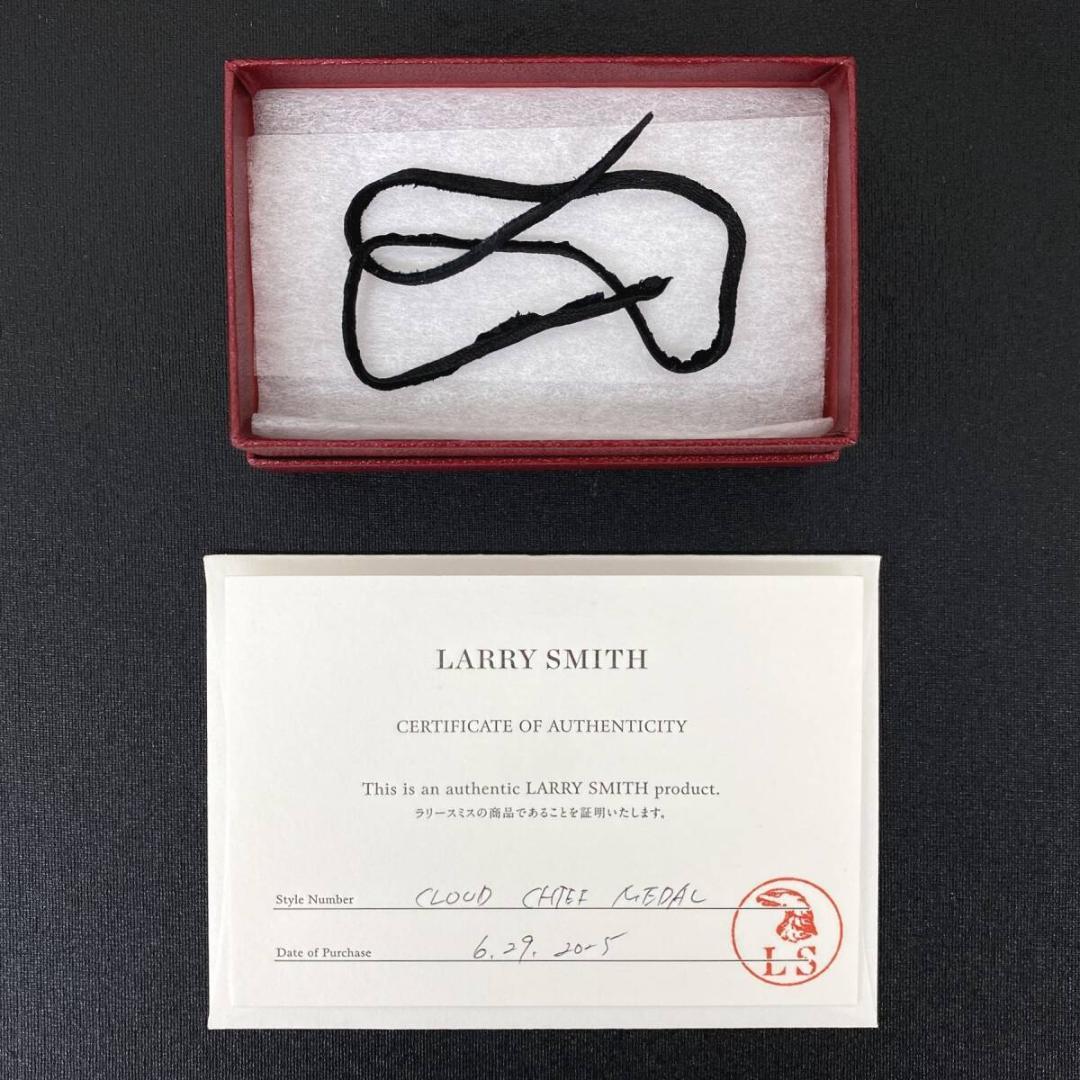 LARRY SMITH
CERTIFICATE OF AUTHENTICITY
This is an authentic LARRY SMITH product.
ラリースミスの商品であることを証明いたします。
Style Number CLOUD CHIEF MEDAL
Date of Purchase 6.29.
LS